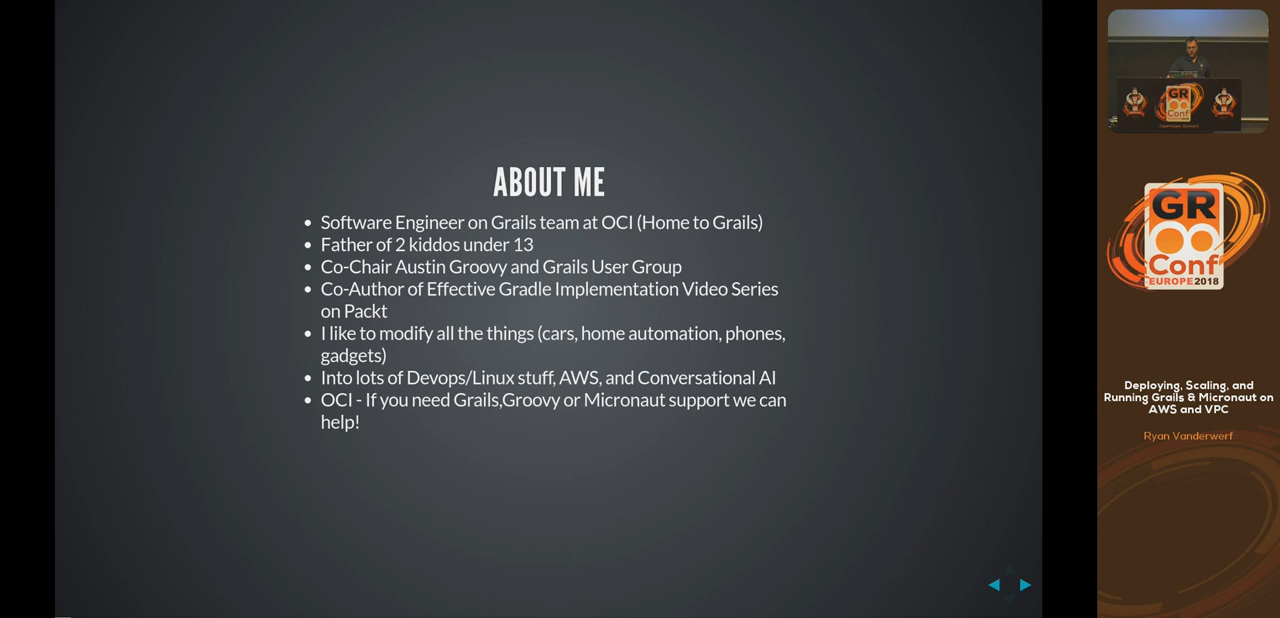 ABOUT ME
Software Engineer on Grails team at OCI (Home to Grails)
Father of 2 kiddos under 13
Co-Chair Austin Groovy and Grails User Group
Co-Author of Effective Gradle Implementation Video Series
on Packt
I like to modify all the things (cars, home automation, phones,
gadgets)
Into lots of Devops/Linux stuff, AWS, and Conversational AI
OCI - If you need Grails,Groovy or Micronaut support we can
help!
GR
Conf
GR
Conf
EUROPE2018
Deploying, Scaling, and
Running Grails & Micronaut on
AWS and VPC
Ryan Vanderwerf